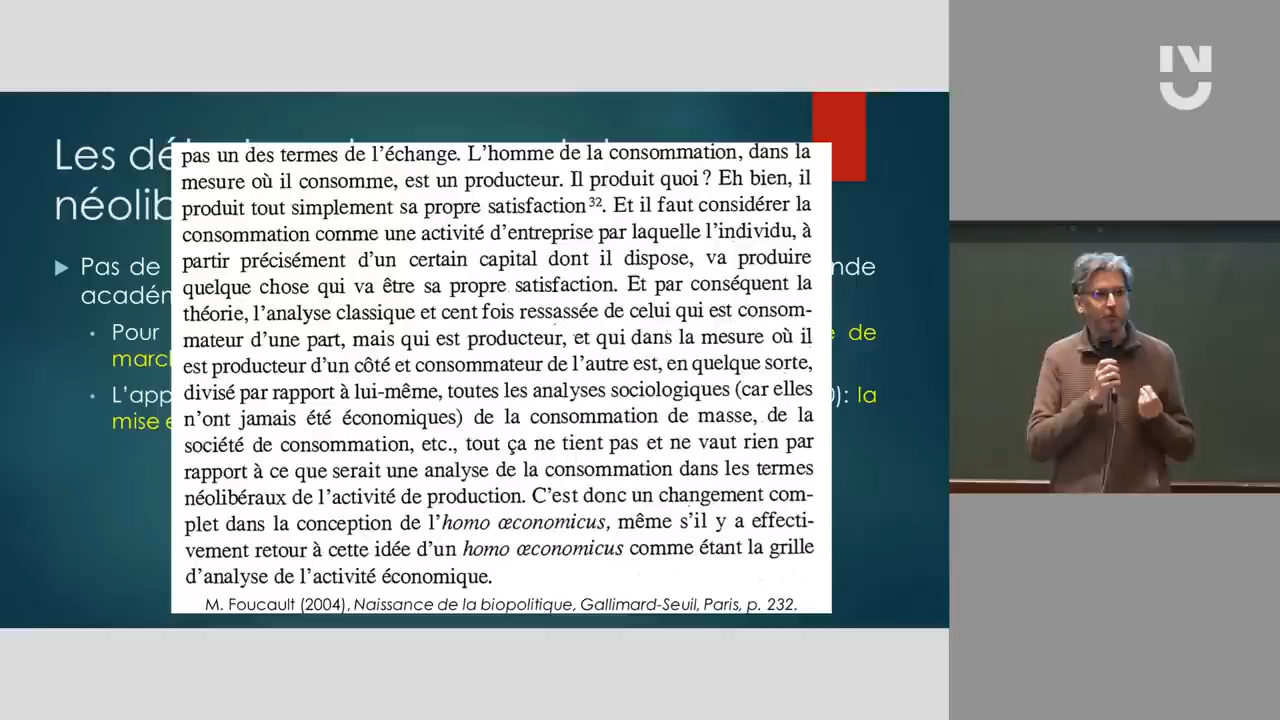 Les dé
néolib
pas un des termes de l'échange. L'homme de la consommation, dans la
mesure où il consomme, est un producteur. Il produit quoi ? Eh bien, il
produit tout simplement sa propre satisfaction³². Et il faut considérer la
consommation comme une activité d'entreprise par laquelle l'individu, à
partir précisément d'un certain capital dont il dispose, va produire
quelque chose qui va être sa propre satisfaction. Et par conséquent la
théorie, l'analyse classique et cent fois ressassée de celui qui est consom-
mateur d'une part, mais qui est producteur, et qui dans la mesure où il
est producteur d'un côté et consommateur de l'autre est, en quelque sorte,
divisé par rapport à lui-même, toutes les analyses sociologiques (car elles
n'ont jamais été économiques) de la consommation de masse, de la
société de consommation, etc., tout ça ne tient pas et ne vaut rien par
rapport à ce que serait une analyse de la consommation dans les termes
néolibéraux de l'activité de production. C'est donc un changement com-
plet dans la conception de l'homo œconomicus, même s'il y a effecti-
vement retour à cette idée d'un homo œconomicus comme étant la grille
d'analyse de l'activité économique.
M. Foucault (2004), Naissance de la biopolitique, Gallimard-Seuil, Paris, p. 232.
Pas de nde
académ
Pour de
march
L'app ): la
mise e